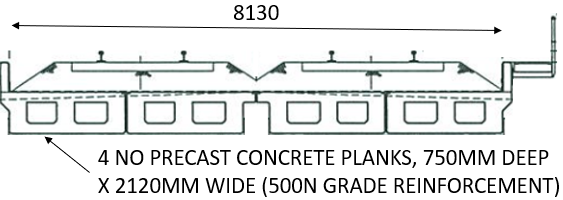 8130
4 NO PRECAST CONCRETE PLANKS, 750MM DEEP
X 2120MM WIDE (500N GRADE REINFORCEMENT)